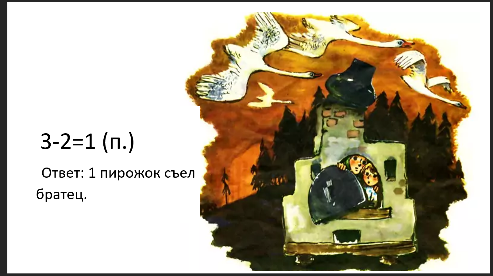 3-2=1 (п.)
Ответ: 1 пирожок съел
братец.